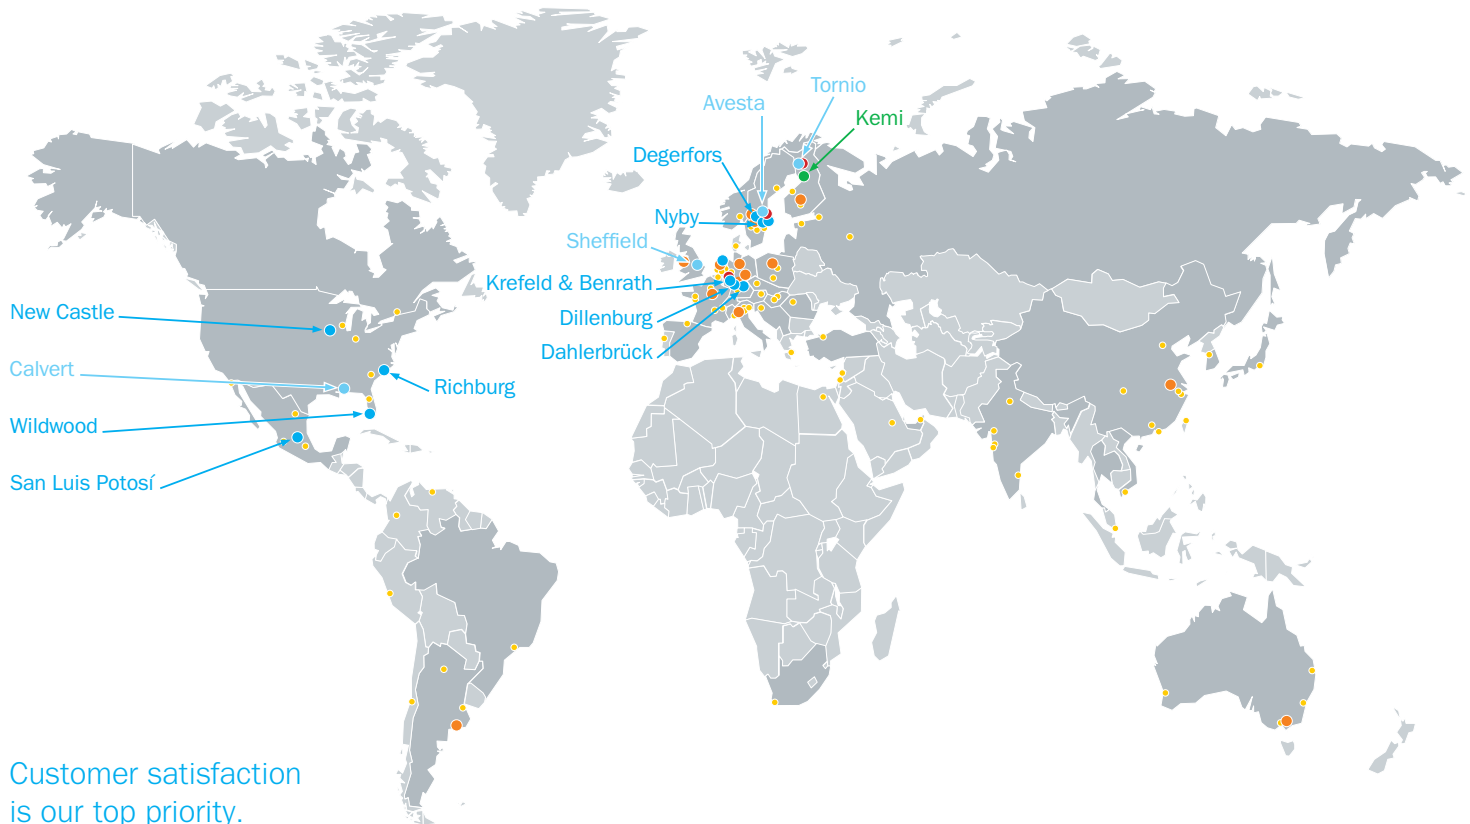 Tornio
Avesta
Kemi
Degerfors
Nyby
Sheffield
Krefeld & Benrath
New Castle
Dillenburg
Dahlerbrück
Calvert
Richburg
Wildwood
San Luis Potosí
Customer satisfaction
is our top priority.